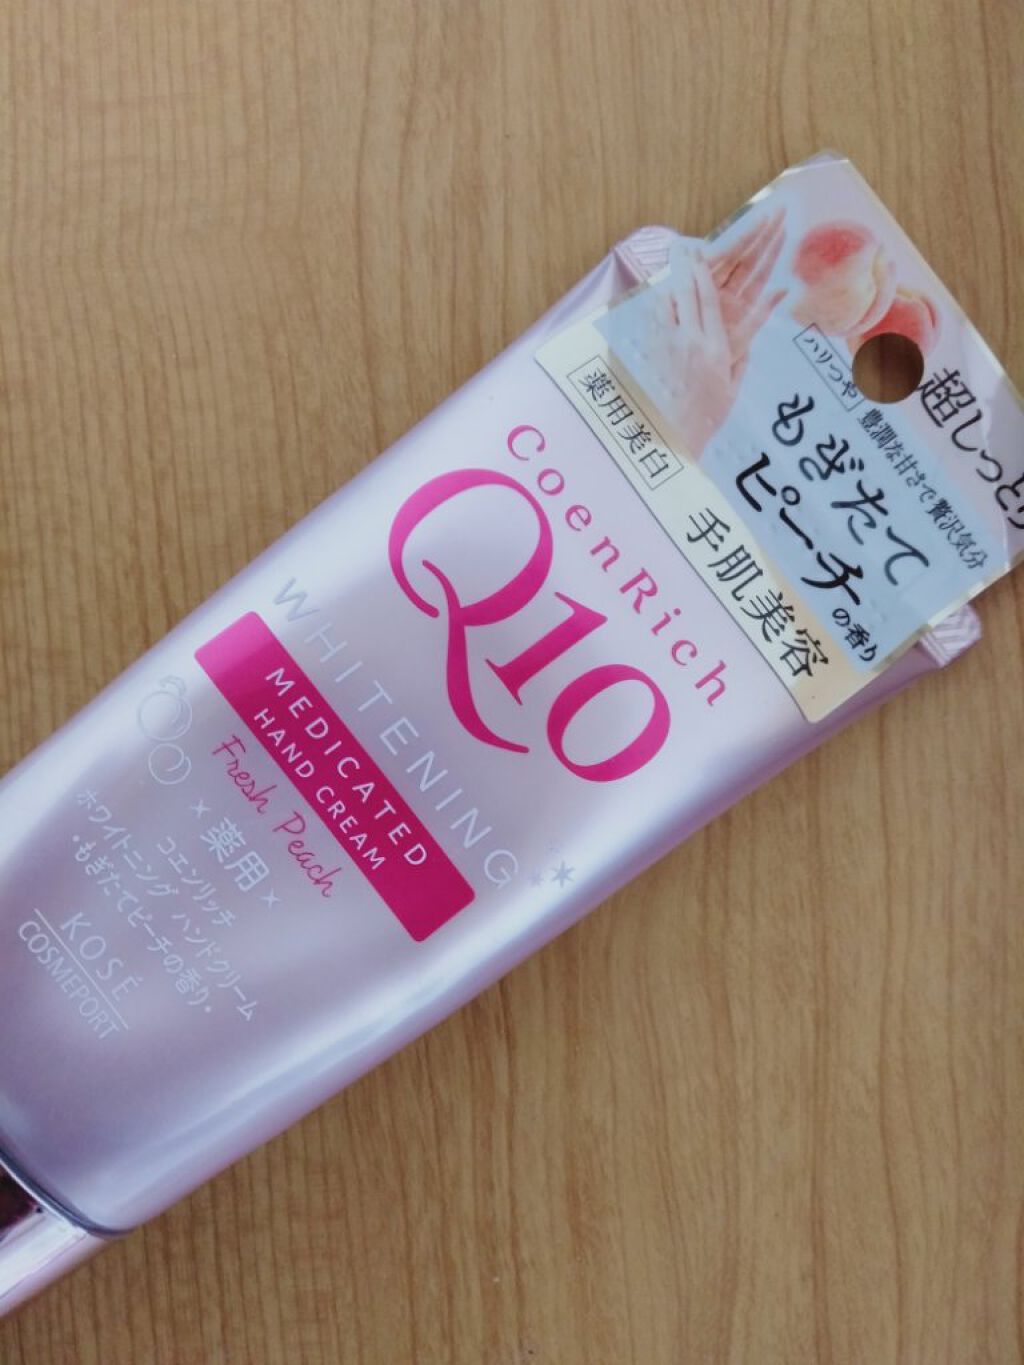 超しっとり
ハリつや
豊潤な甘さで贅沢気分
もぎたて
ピーチの香り
薬用美白
手肌美容
CoenRich
Q10
WHITENING
MEDICATED
HAND CREAM
Fresh Peach
×薬用×
コエンリッチ
ホワイトニング ハンドクリーム
・もぎたてピーチの香り・
KOSÉ
COSMEPORT